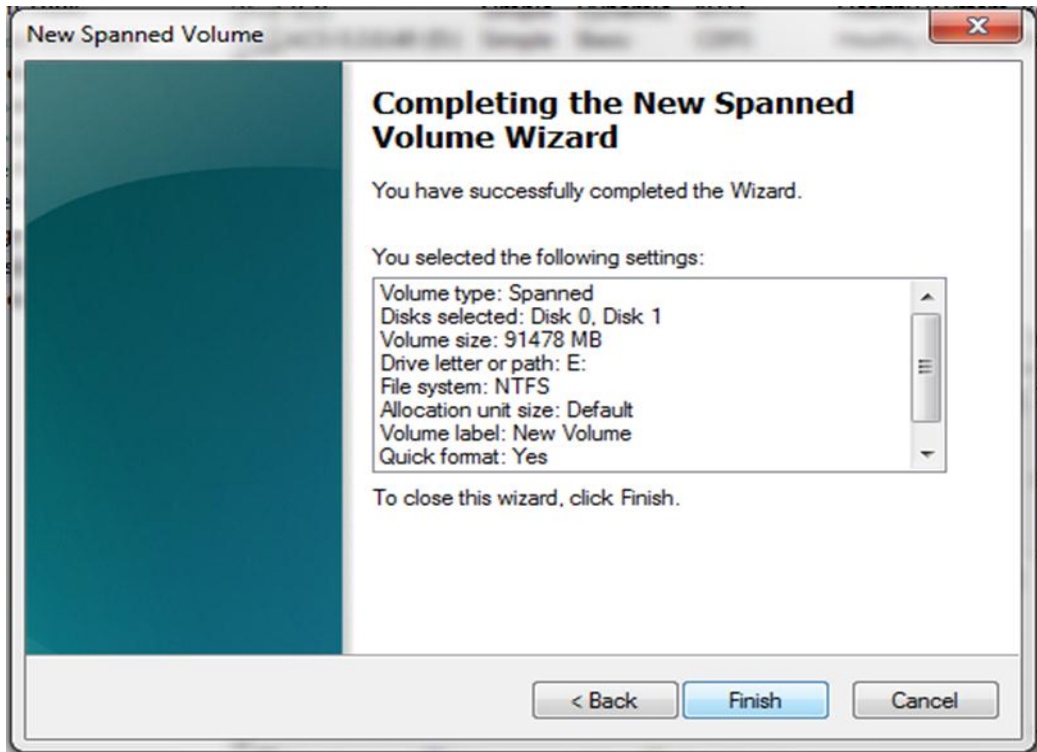 New Spanned Volume
Completing the New Spanned
Volume Wizard
You have successfully completed the Wizard.
You selected the following settings:
Volume type: Spanned
Disks selected: Disk 0, Disk 1
Volume size: 91478 MB
Drive letter or path: E:
File system: NTFS
Allocation unit size: Default
Volume label: New Volume
Quick format: Yes
To close this wizard, click Finish.
< Back
Finish
Cancel